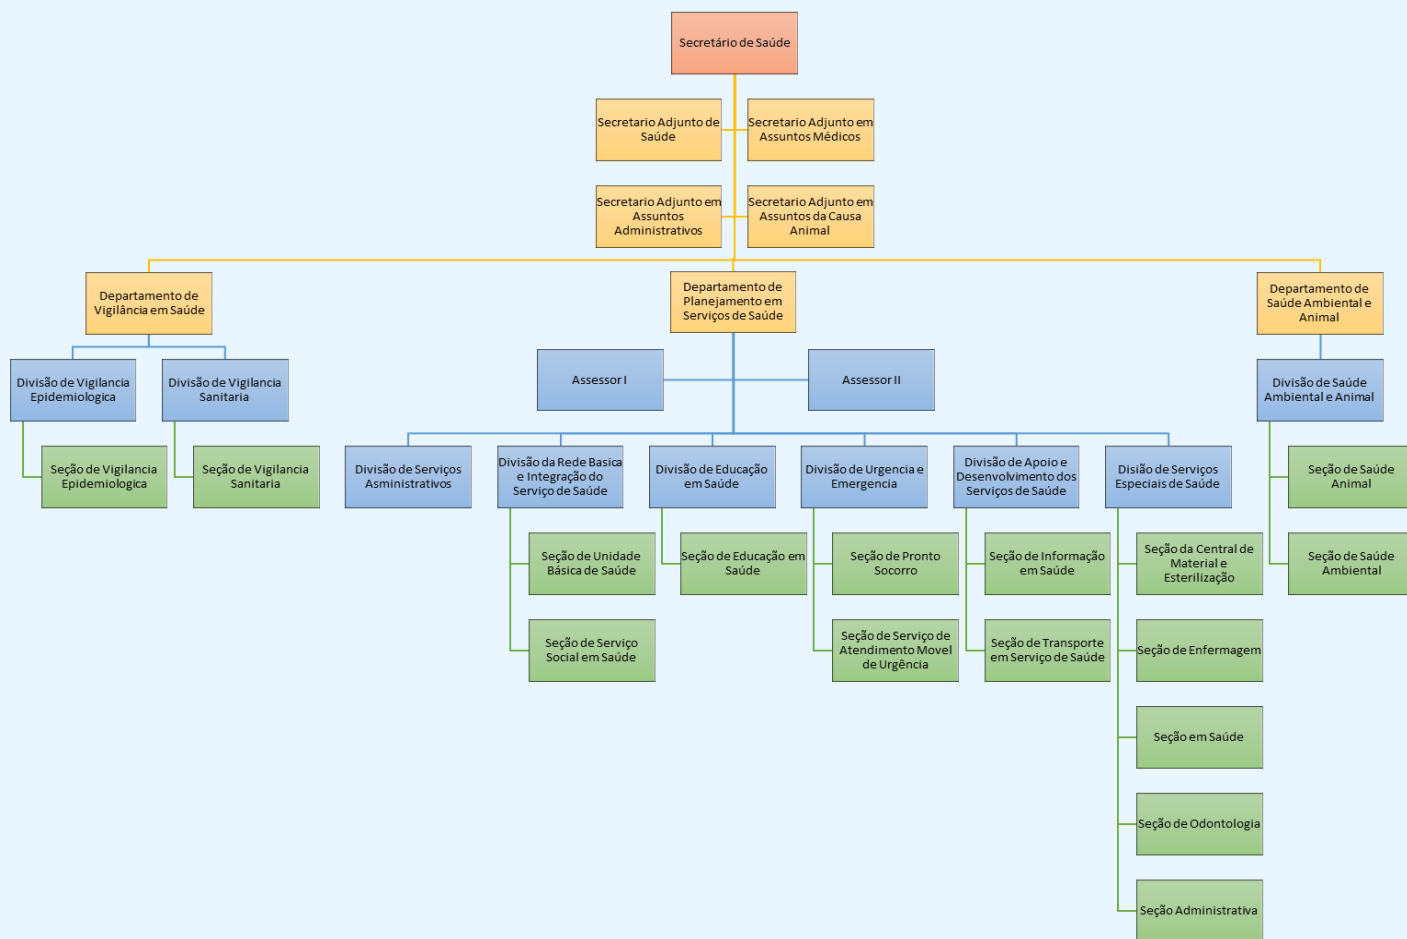 Secretário de Saúde
Secretario Adjunto de
Saúde
Secretario Adjunto em
Assuntos Médicos
Secretario Adjunto em
Assuntos
Administrativos
Secretario Adjunto em
Assuntos da Causa
Animal
Departamento de
Vigilância em Saúde
Departamento de
Planejamento em
Serviços de Saúde
Departamento de
Saúde Ambiental e
Animal
Divisão de Vigilancia
Epidemiologica
Divisão de Vigilancia
Sanitaria
Assessor I
Assessor II
Divisão de Saúde
Ambiental e Animal
Seção de Vigilancia
Epidemiologica
Seção de Vigilancia
Sanitaria
Divisão de Serviços
Asministrativos
Divisão da Rede Basica
e Integração do
Serviço de Saúde
Divisão de Educação
em Saúde
Divisão de Urgencia e
Emergencia
Divisão de Apoio e
Desenvolvimento dos
Serviços de Saúde
Disião de Serviços
Especiais de Saúde
Seção de Saúde
Animal
Seção de Unidade
Básica de Saúde
Seção de Educação em
Saúde
Seção de Pronto
Socorro
Seção de Informação
em Saúde
Seção da Central de
Material e
Esterilização
Seção de Saúde
Ambiental
Seção de Serviço
Social em Saúde
Seção de Serviço de
Atendimento Movel
de Urgência
Seção de Transporte
em Serviço de Saúde
Seção de Enfermagem
Seção em Saúde
Seção de Odontologia
Seção Administrativa